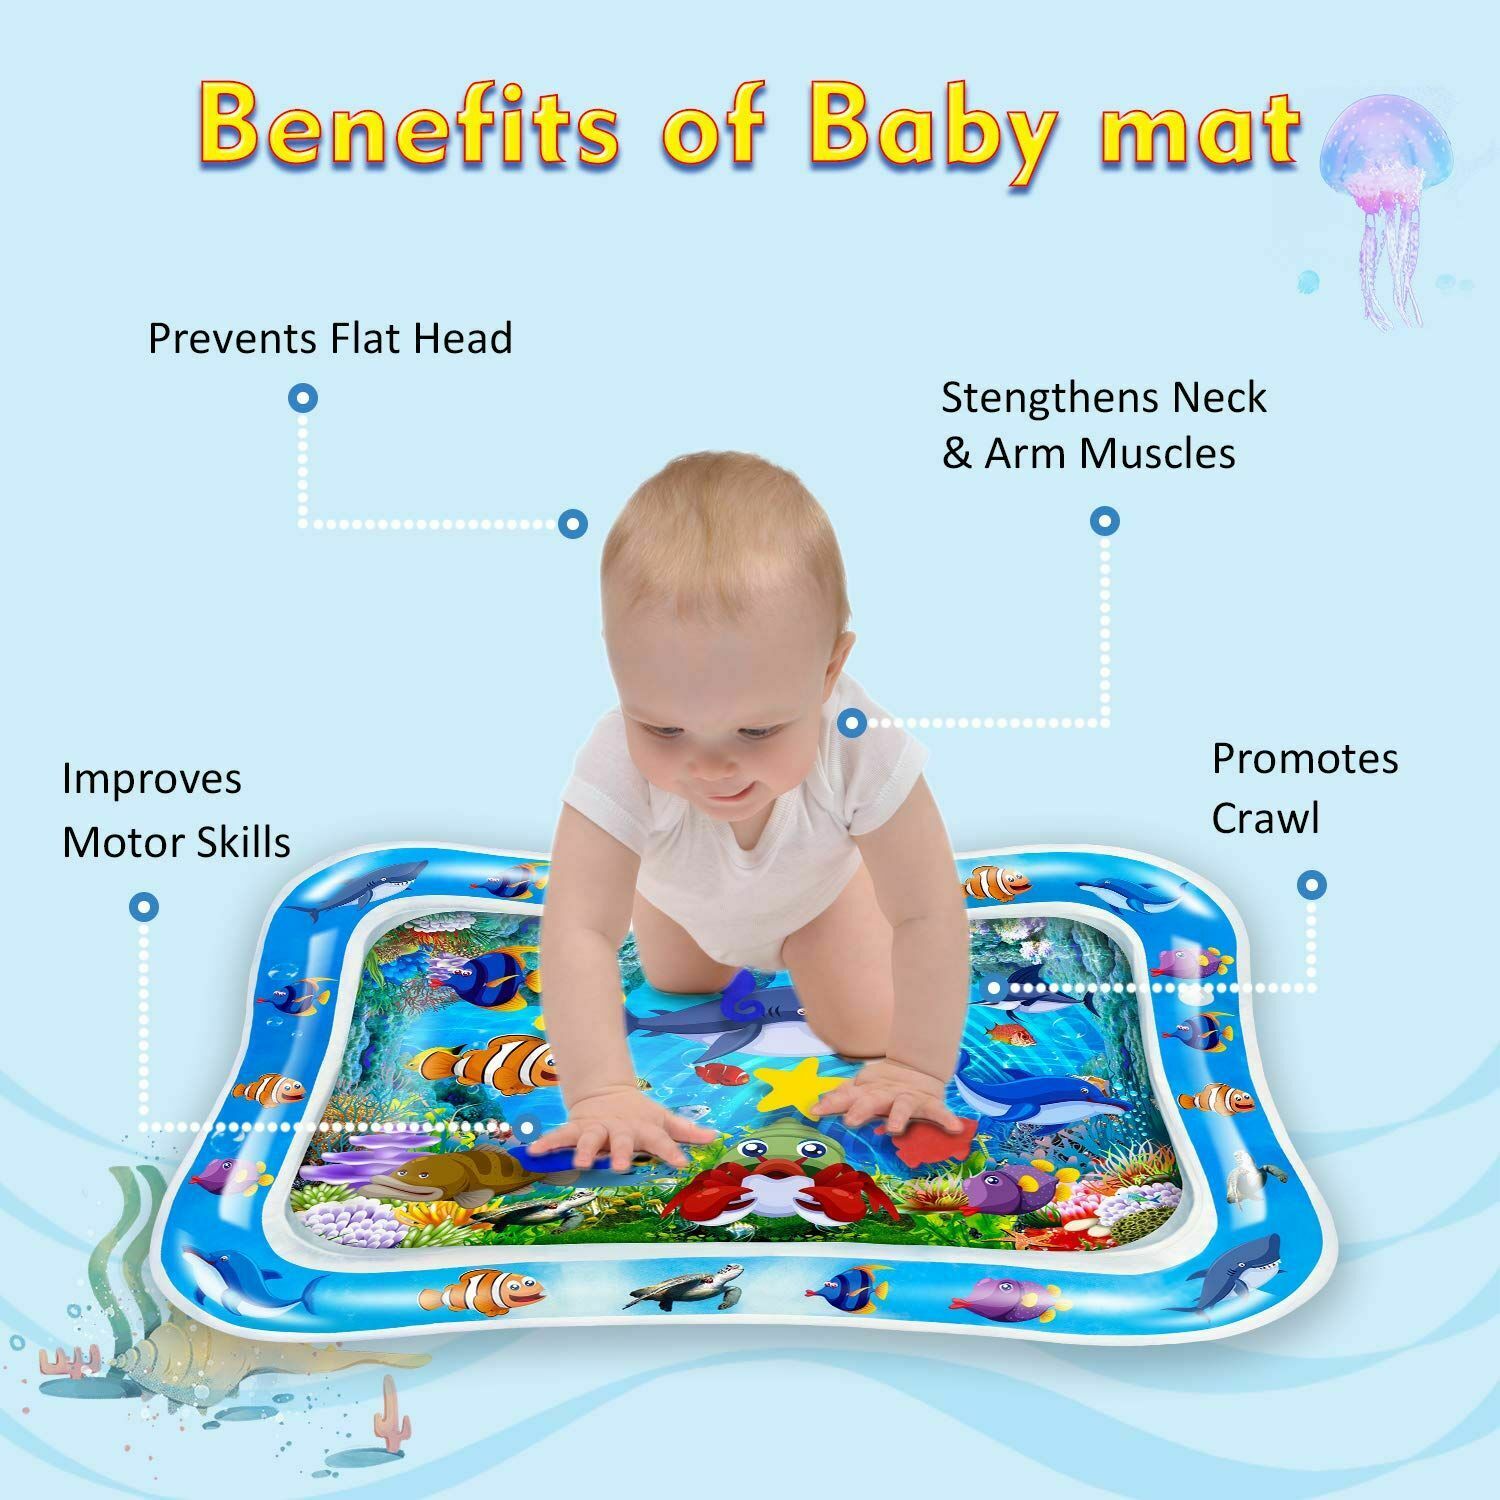 Benefits of Baby mat
Prevents Flat Head
Stengthens Neck
& Arm Muscles
Improves
Motor Skills
Promotes
Crawl